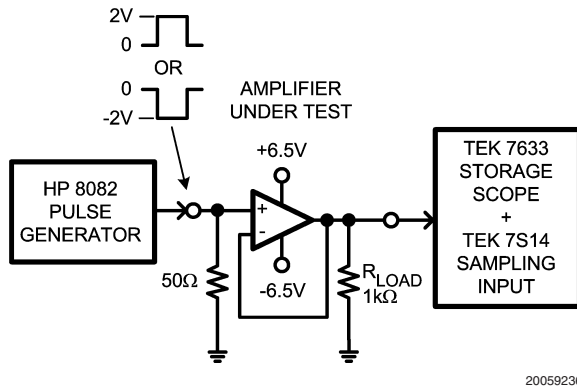 2V
0
OR
0
-2V
AMPLIFIER
UNDER TEST
HP 8082
PULSE
GENERATOR
+6.5V
+
-
-6.5V
50Ω
RLOAD
1kΩ
TEK 7633
STORAGE
SCOPE
+
TEK 7S14
SAMPLING
INPUT